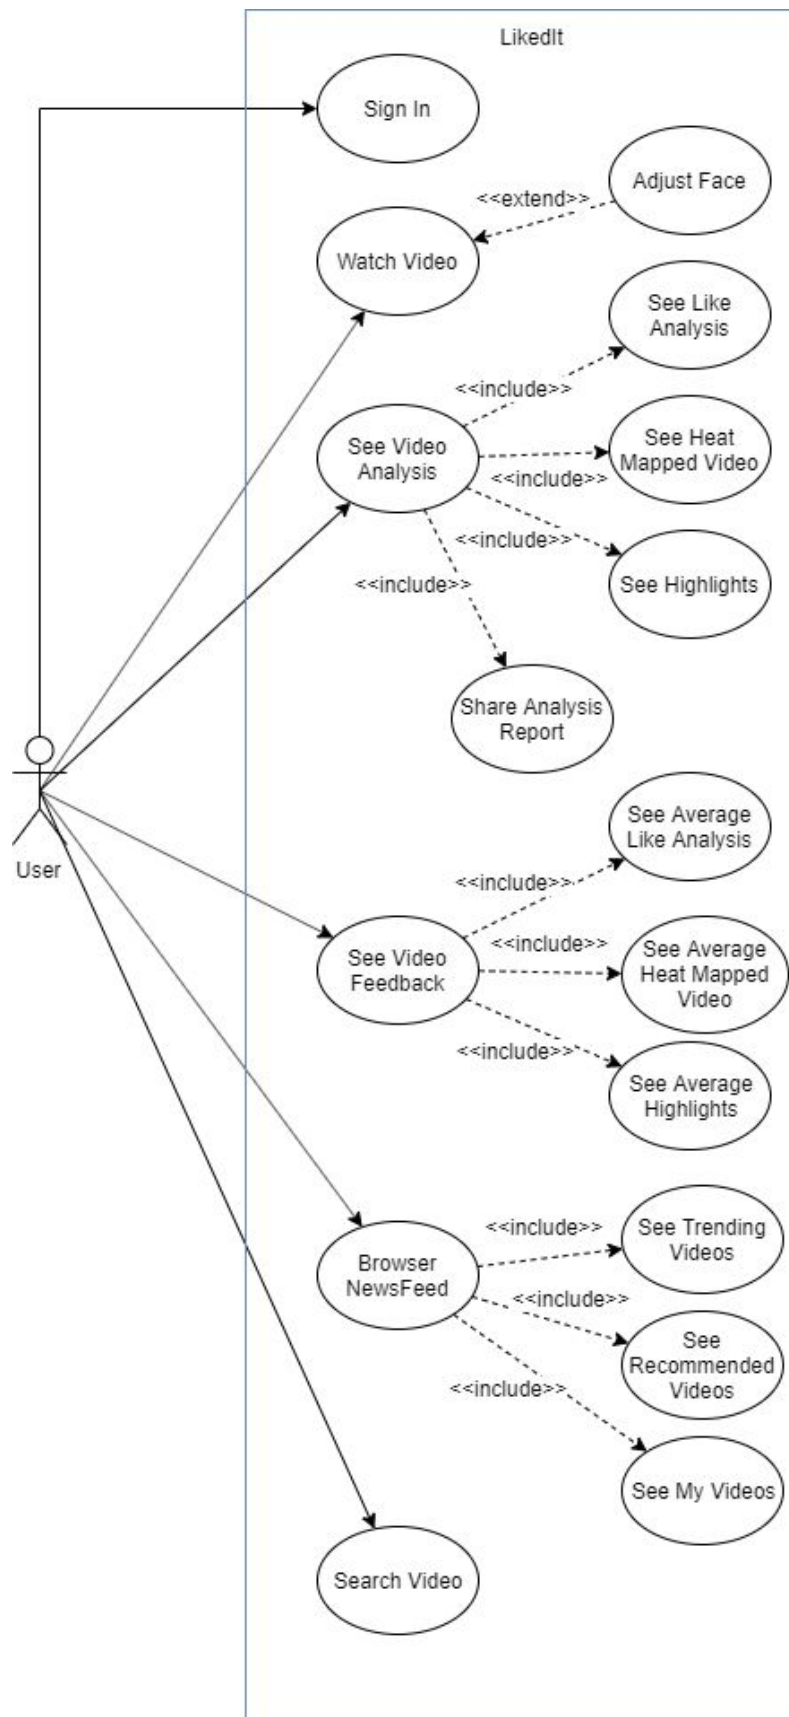 LikedIt
Sign In
Adjust Face
<<extend>>
Watch Video
See Like
Analysis
<<include>>
See Video
Analysis
See Heat
Mapped Video
<<include>>
<<include>>
See Highlights
<<include>>
Share Analysis
Report
User
See Average
Like Analysis
<<include>>
See Video
Feedback
<<include>>
See Average
Heat Mapped
Video
<<include>>
See Average
Highlights
Browser
NewsFeed
<<include>>
See Trending
Videos
<<include>>
See
Recommended
Videos
<<include>>
See My Videos
Search Video